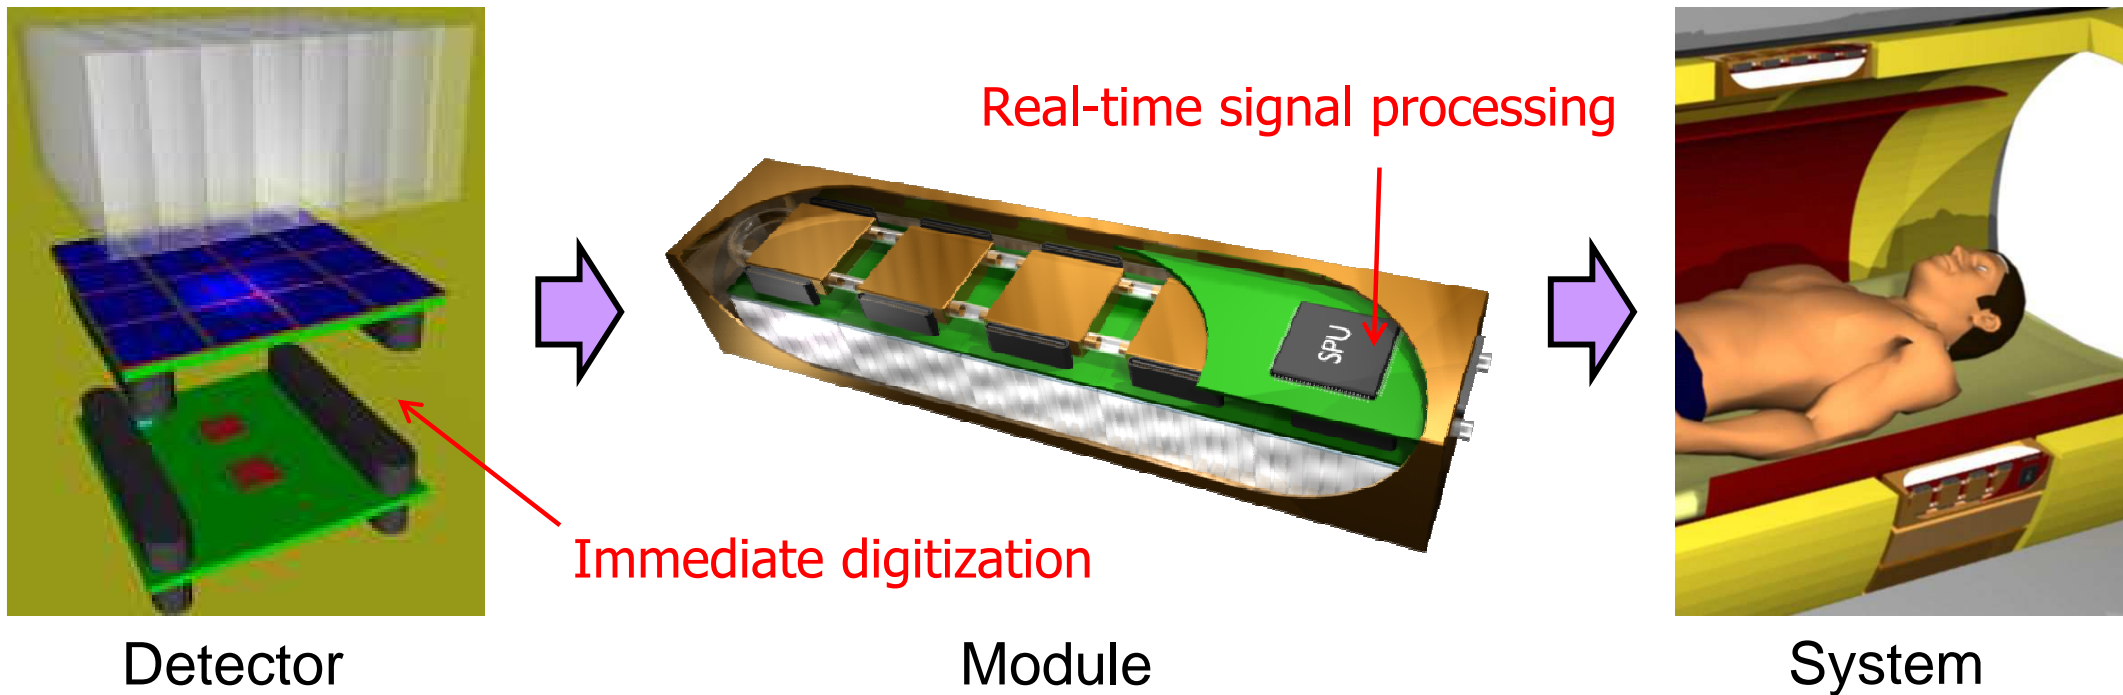 Real-time signal processing
SPU
Immediate digitization
Detector
Module
System